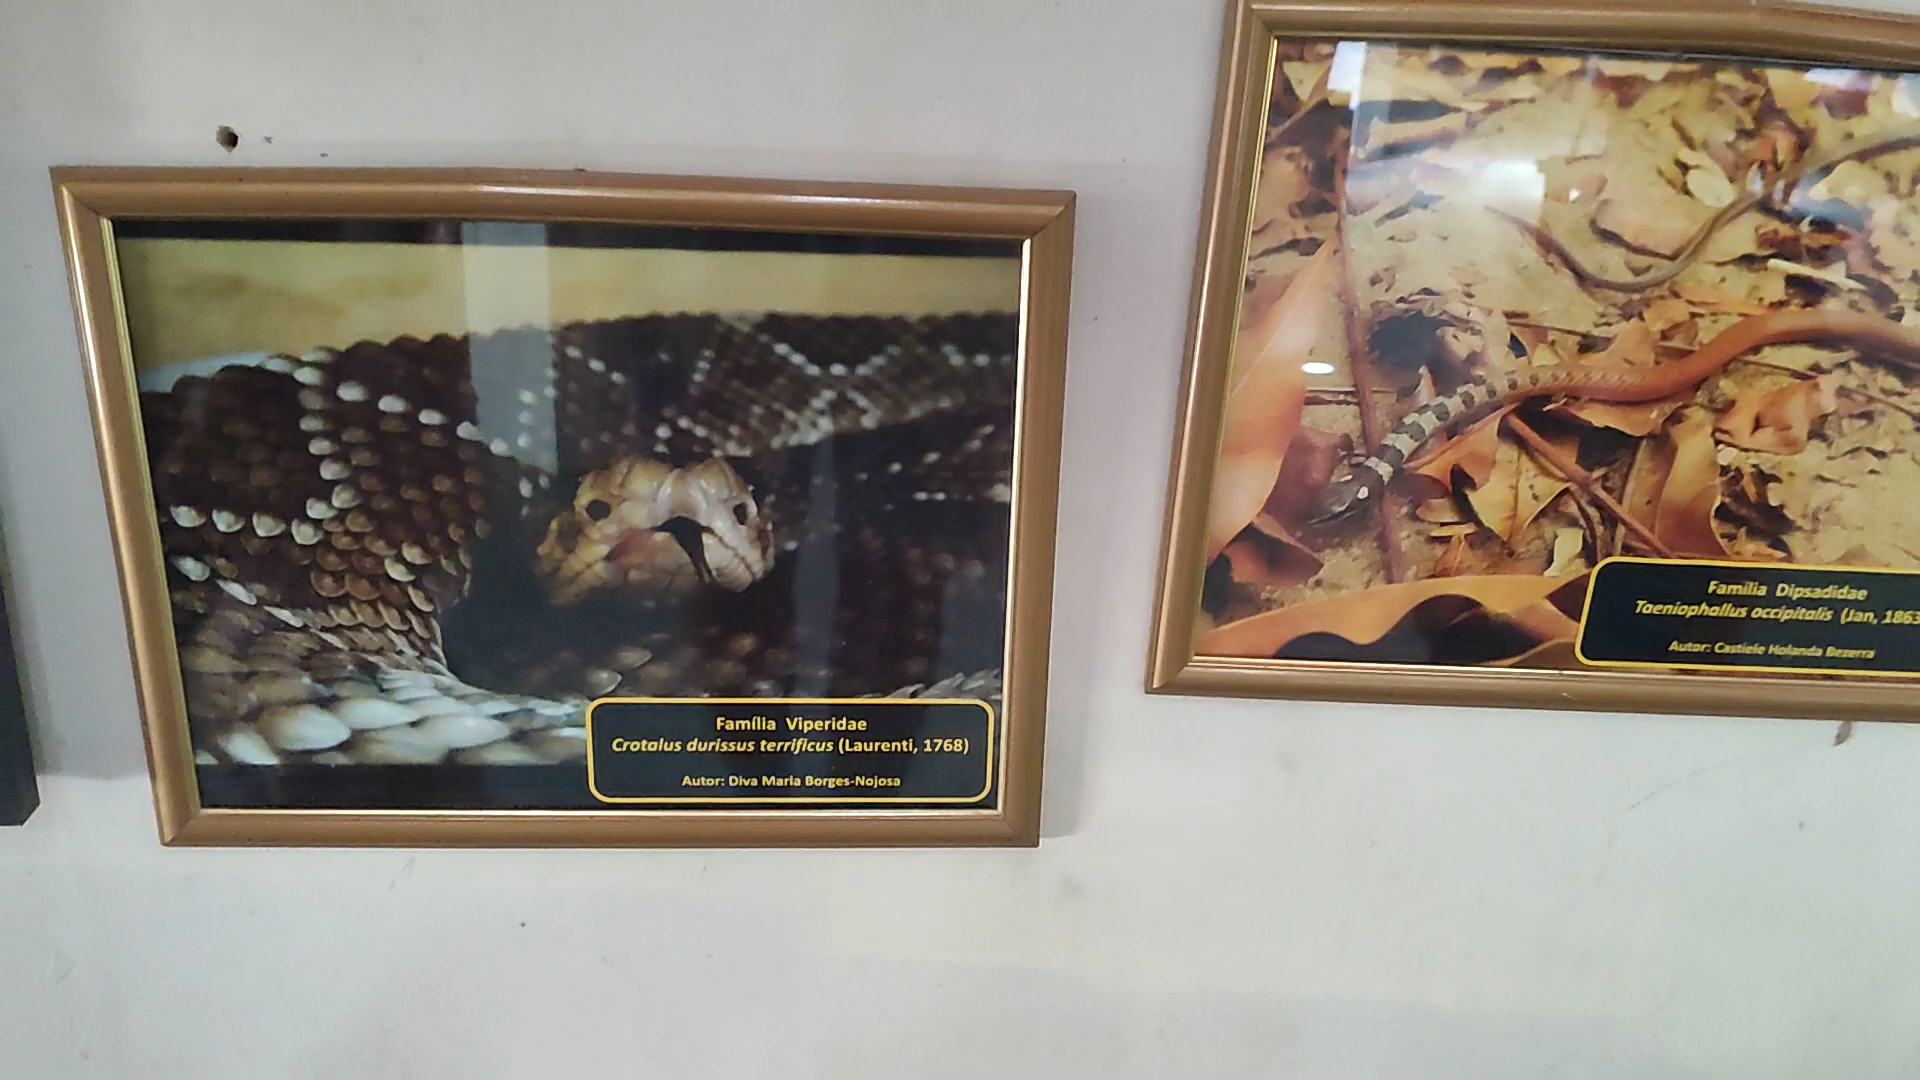 Família Viperidae
Crotalus durissus terrificus (Laurenti, 1768)
Autor: Diva Maria Borges-Nojosa
Família Dipsadidae
Taeniophallus occipitalis (Jan, 1863
Autor: Castiele Holanda Bezerra